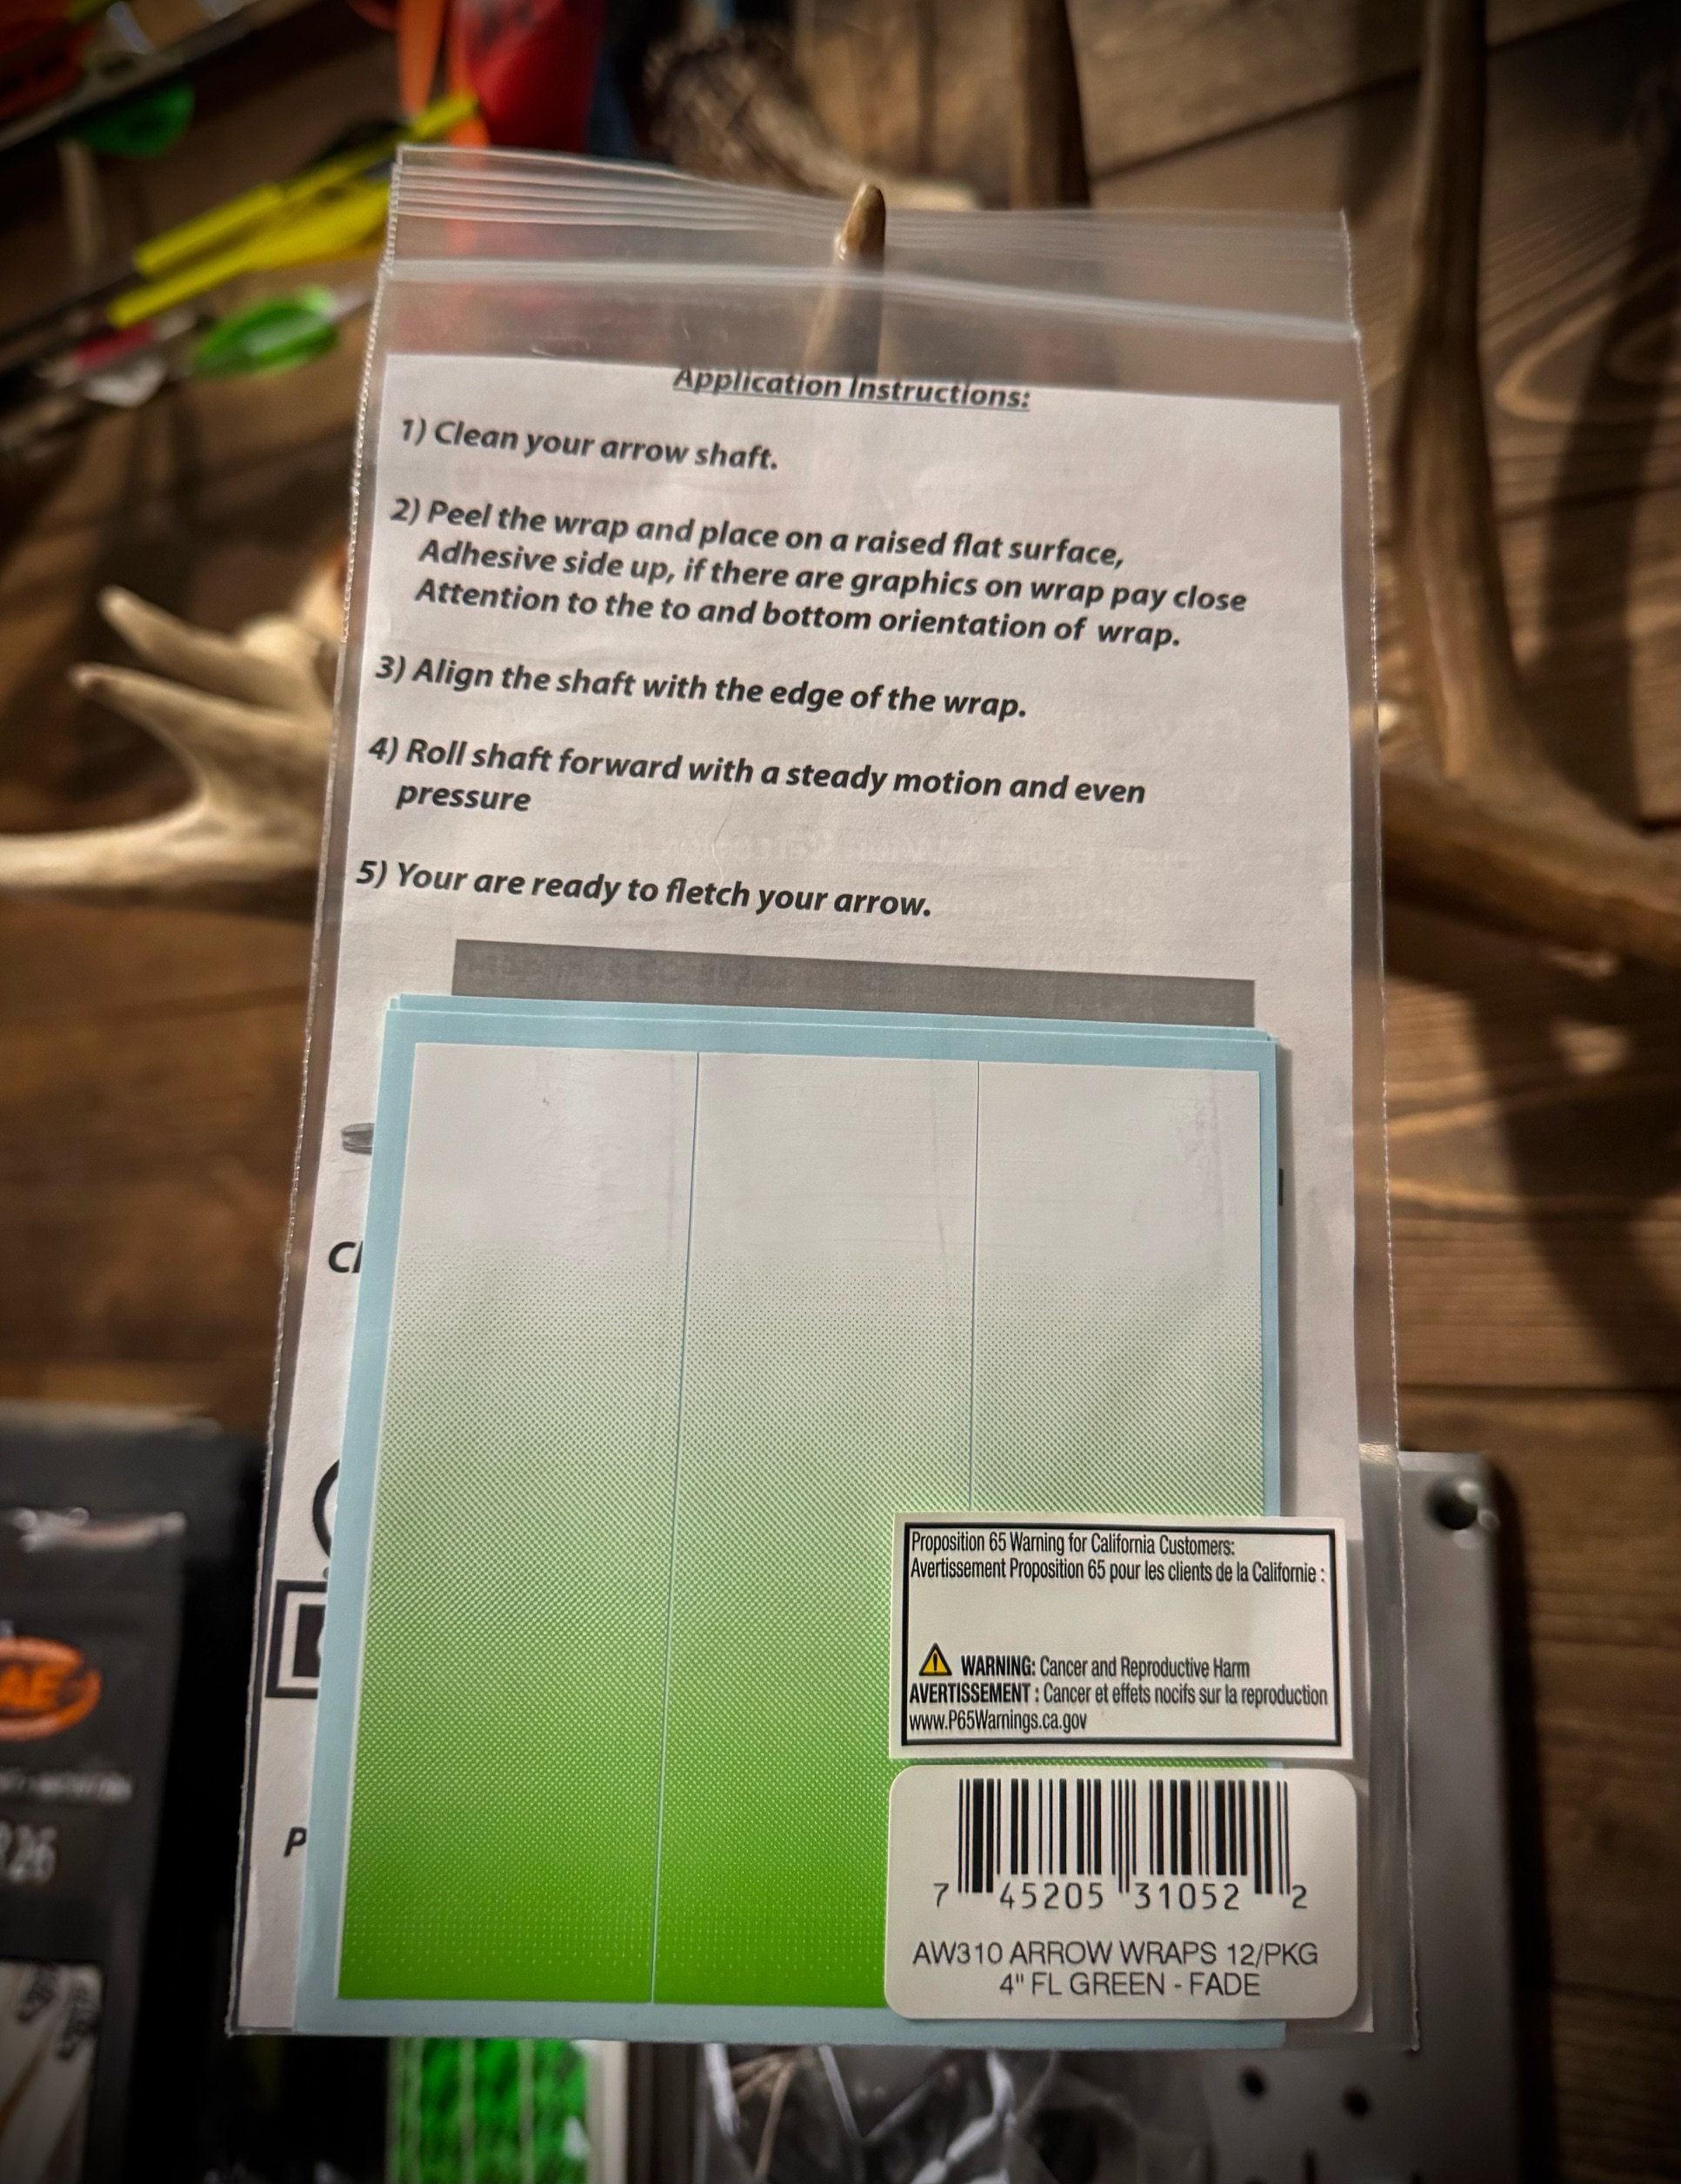 Application Instructions:
1) Clean your arrow shaft.
2) Peel the wrap and place on a raised flat surface,
Adhesive side up, if there are graphics on wrap pay close
Attention to the to and bottom orientation of wrap.
3) Align the shaft with the edge of the wrap.
4) Roll shaft forward with a steady motion and even
pressure
5) Your are ready to fletch your arrow.
Proposition 65 Warning for California Customers:
Avertissement Proposition 65 pour les clients de la Californie :
WARNING: Cancer and Reproductive Harm
AVERTISSEMENT : Cancer et effets nocifs sur la reproduction
www.P65Warnings.ca.gov
7 45205 31052 2
AW310 ARROW WRAPS 12/PKG
4" FL GREEN - FADE
P
AE